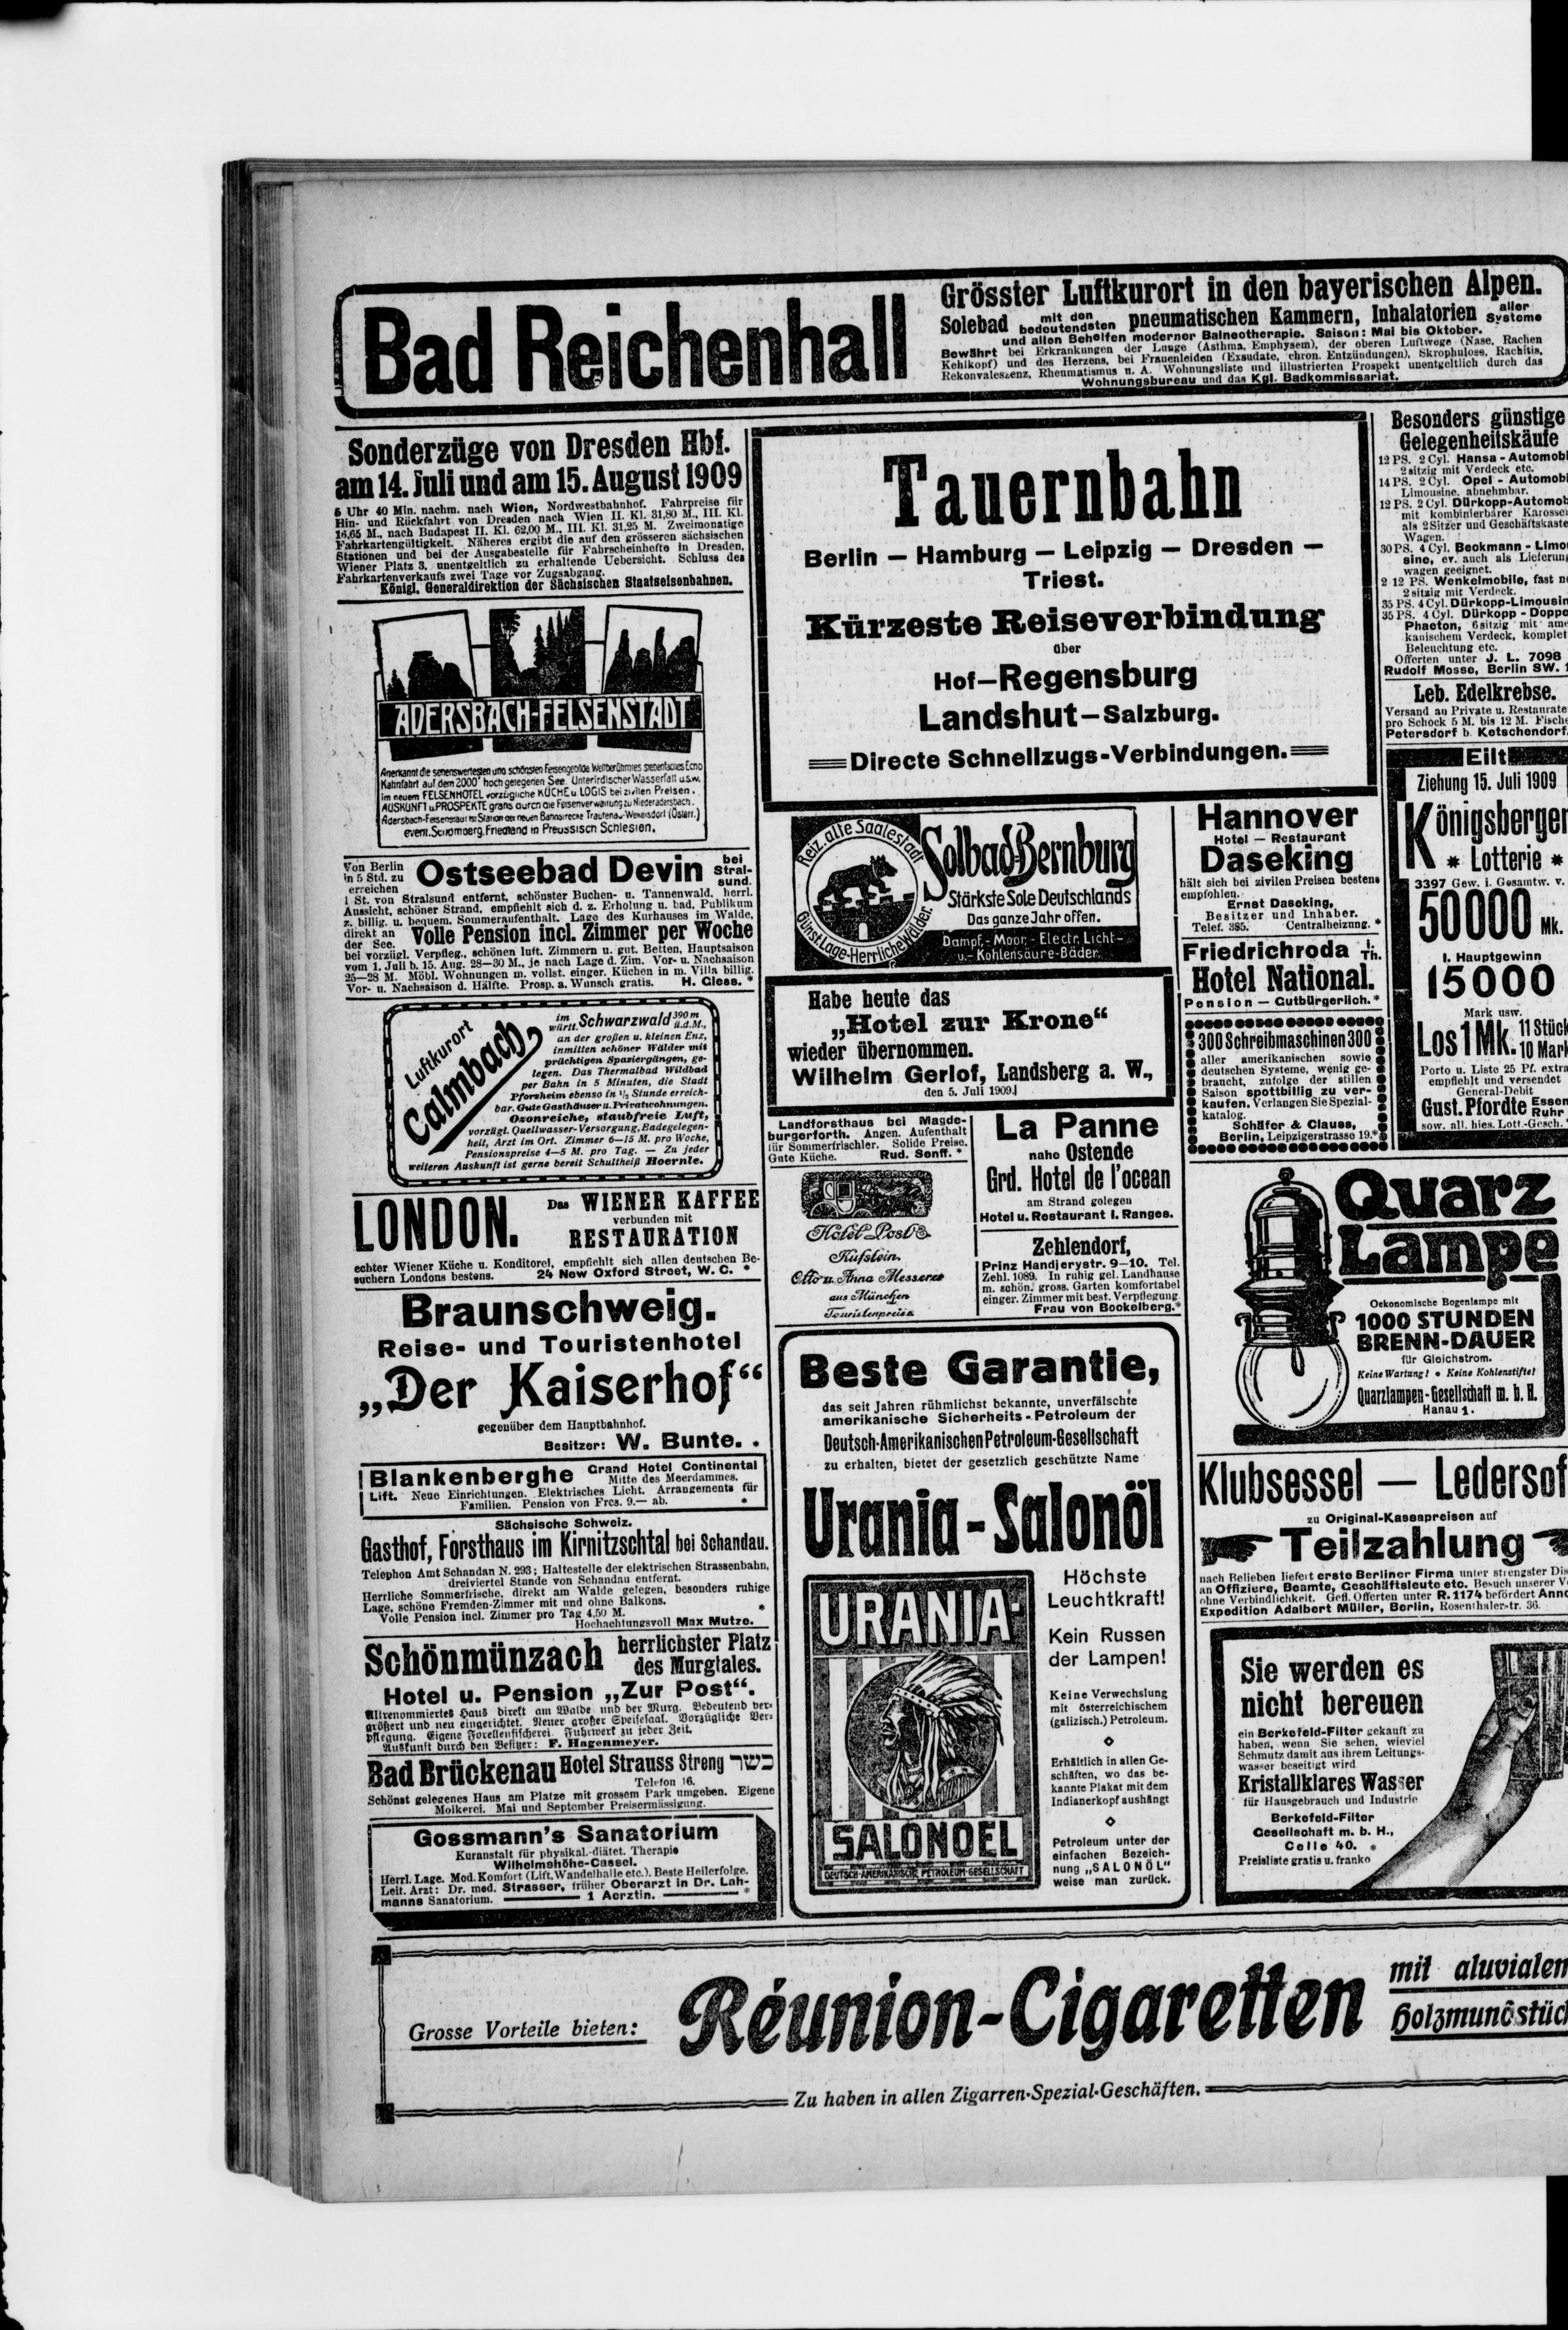 Bad Reichenhall
Grösster Luftkurort in den bayerischen Alpen.
Solebad mit den bedeutendsten pneumatischen Kammern, Inhalatorien aller Systeme
und allen Behelfen moderner Balneotherapie. Saison: Mai bis Oktober.
Bewährt bei Erkrankungen der Lunge (Asthma, Emphysem), der oberen Luftwege (Nase, Rachen
Kehlkopf) und des Herzens, bei Frauenleiden (Exsudate, chron. Entzündungen), Skrophulose, Rachitis,
Rekonvaleszenz, Rheumatismus u. A. Wohnungsliste und illustrierten Prospekt unentgeltlich durch das
Wohnungsbureau und das Kgl. Badkommissariat.
Sonderzüge von Dresden Hbf.
am 14. Juli und am 15. August 1909
5 Uhr 40 Min. nachm. nach Wien, Nordwestbahnhof. Fahrpreise für
Hin- und Rückfahrt von Dresden nach Wien II. Kl. 31,80 M., III. Kl.
16,65 M., nach Budapest II. Kl. 62,00 M., III. Kl. 31,25 M. Zweimonatige
Fahrkartengültigkeit. Näheres ergibt die auf den grösseren sächsischen
Stationen und bei der Ausgabestelle für Fahrscheinhefte in Dresden,
Wiener Platz 3, unentgeltlich zu erhaltende Uebersicht. Schluss des
Fahrkartenverkaufs zwei Tage vor Zugsabgang.
Königl. Generaldirektion der Sächsischen Staatseisenbahnen.
ADERSBACH-FELSENSTADT
Anerkannt die sehenswertesten und schönsten Felsengebilde Weltberühmtes siebenfaches Echo
Kahnfahrt auf dem 2000' hoch gelegenen See. Unterirdischer Wasserfall u.s.w.
im neuem FELSENHOTEL vorzügliche KÜCHE u LOGIS bei zivilen Preisen.
AUSKUNFT u PROSPEKTE gratis durch die Felsenverwaltung zu Niederadersbach.
Adersbach-Felsenstadt ist Station der neuen Bahnstrecke Trautenau-Wekelsdorf (Österr.)
event. Schömberg, Friedland in Preussisch Schlesien.
Von Berlin in 5 Std. zu erreichen
Ostseebad Devin bei Stralsund.
1 St. von Stralsund entfernt, schönster Buchen- u. Tannenwald, herrl.
Aussicht, schöner Strand, empfiehlt sich d. z. Erholung u. bad. Publikum
z. billig. u. bequem. Sommeraufenthalt. Lage des Kurhauses im Walde,
direkt an der See. Volle Pension incl. Zimmer per Woche
bei vorzügl. Verpfleg., schönen luft. Zimmern u. gut. Betten, Hauptsaison
vom 1. Juli b. 15. Aug. 28—30 M., je nach Lage d. Zim. Vor- u. Nachsaison
25—28 M. Möbl. Wohnungen m. vollst. einger. Küchen in m. Villa billig.
Vor- u. Nachsaison d. Hälfte. Prosp. a. Wunsch gratis. H. Giess. *
Luftkurort
Calmbach
im württ. Schwarzwald 390 m ü.d.M.,
an der großen u. kleinen Enz,
inmitten schöner Wälder mit
prächtigen Spaziergängen, ge-
legen. Das Thermalbad Wildbad
per Bahn in 5 Minuten, die Stadt
Pforzheim ebenso in ½ Stunde erreich-
bar. Gute Gasthäuser u. Privatwohnungen.
Ozonreiche, staubfreie Luft,
vorzügl. Quellwasser-Versorgung, Badegelegen-
heit, Arzt im Ort. Zimmer 6—15 M. pro Woche,
Pensionspreise 4—5 M. pro Tag. — Zu jeder
weiteren Auskunft ist gerne bereit Schultheiß Hoernle.
LONDON.
Das WIENER KAFFEE
verbunden mit
RESTAURATION
echter Wiener Küche u. Konditorei, empfiehlt sich allen deutschen Be-
suchern Londons bestens. 24 New Oxford Street, W. C. *
Braunschweig.
Reise- und Touristenhotel
„Der Kaiserhof“
gegenüber dem Hauptbahnhof.
Besitzer: W. Bunte. *
Blankenberghe Grand Hotel Continental
Mitte des Meerdammes.
Lift. Neue Einrichtungen. Elektrisches Licht. Arrangements für
Familien. Pension von Frcs. 9.— ab. *
Sächsische Schweiz.
Gasthof, Forsthaus im Kirnitzschtal bei Schandau.
Telephon Amt Schandau N. 293; Haltestelle der elektrischen Strassenbahn,
dreiviertel Stunde von Schandau entfernt.
Herrliche Sommerfrische, direkt am Walde gelegen, besonders ruhige
Lage, schöne Fremden-Zimmer mit und ohne Balkons.
Volle Pension incl. Zimmer pro Tag 4,50 M. *
Hochachtungsvoll Max Mutze.
Schönmünzach herrlichster Platz
des Murgtales.
Hotel u. Pension „Zur Post“.
Altrenommiertes Haus direkt am Walde und der Murg. Bedeutend ver-
größert und neu eingerichtet. Neuer großer Speisesaal. Vorzügliche Ver-
pflegung. Eigene Forellenfischerei. Fuhrwerk zu jeder Zeit.
Auskunft durch den Besitzer: F. Hagenmeyer.
Bad Brückenau Hotel Strauss Streng כשר
Telefon 16.
Schönst gelegenes Haus am Platze mit grossem Park umgeben. Eigene
Molkerei. Mai und September Preisermässigung.
Gossmann's Sanatorium
Kuranstalt für physikal.-diätet. Therapie
Wilhelmshöhe-Cassel.
Herrl. Lage. Mod. Komfort (Lift, Wandelhalle etc.). Beste Heilerfolge.
Leit. Arzt: Dr. med. Strasser, früher Oberarzt in Dr. Lah-
manns Sanatorium. 1 Aerztin. *
Tauernbahn
Berlin — Hamburg — Leipzig — Dresden —
Triest.
Kürzeste Reiseverbindung
über
Hof—Regensburg
Landshut—Salzburg.
Directe Schnellzugs-Verbindungen.
Reiz. alte Saalestadt
Günst. Lage-Herrliche Wälder.
Solbad Bernburg
Stärkste Sole Deutschlands
Das ganze Jahr offen.
Dampf,- Moor,- Electr. Licht-
u.- Kohlensäure-Bäder.
Habe heute das
„Hotel zur Krone“
wieder übernommen.
Wilhelm Gerlof, Landsberg a. W.,
den 5. Juli 1909.
Landforsthaus bei Magde-
burgerforth. Angen. Aufenthalt
für Sommerfrischler. Solide Preise.
Gute Küche. Rud. Senff. *
Hotel Post
Kufstein.
Otto u. Anna Messerer
aus München
Touristenpreise
La Panne
nahe Ostende
Grd. Hotel de l'ocean
am Strand gelegen
Hotel u. Restaurant I. Ranges.
Zehlendorf,
Prinz Handjerystr. 9—10. Tel.
Zehl. 1089. In ruhig gel. Landhause
m. schön. gross. Garten komfortabel
einger. Zimmer mit best. Verpflegung
Frau von Bockelberg.*
Hannover
Hotel — Restaurant
Daseking
hält sich bei zivilen Preisen bestens
empfohlen.
Ernst Daseking,
Besitzer und Inhaber.
Telef. 385. Centralheizung. *
Friedrichroda i. Th.
Hotel National.
Pension — Gutbürgerlich.*
300 Schreibmaschinen 300
aller amerikanischen sowie
deutschen Systeme, wenig ge-
braucht, zufolge der stillen
Saison spottbillig zu ver-
kaufen. Verlangen Sie Spezial-
katalog.
Schäfer & Clauss,
Berlin, Leipzigerstrasse 19.*
Beste Garantie,
das seit Jahren rühmlichst bekannte, unverfälschte
amerikanische Sicherheits-Petroleum der
Deutsch-Amerikanischen Petroleum-Gesellschaft
zu erhalten, bietet der gesetzlich geschützte Name
Urania-Salonöl
URANIA-
SALONOEL
DEUTSCH-AMERIKANISCHE PETROLEUM-GESELLSCHAFT
Höchste
Leuchtkraft!
Kein Russen
der Lampen!
Keine Verwechslung
mit österreichischem
(galizisch.) Petroleum.
Erhältlich in allen Ge-
schäften, wo das be-
kannte Plakat mit dem
Indianerkopf aushängt
Petroleum unter der
einfachen Bezeich-
nung „SALONÖL“
weise man zurück.
Besonders günstige
Gelegenheitskäufe
12 PS. 2 Cyl. Hansa-Automobi
2sitzig mit Verdeck etc.
14 PS. 2 Cyl. Opel-Automobi
Limousine, abnehmbar.
12 PS. 2 Cyl. Dürkopp-Automob
mit kombinierbarer Karosser
als 2Sitzer und Geschäftskaste
Wagen.
30 PS. 4 Cyl. Beckmann-Limou
sine, ev. auch als Lieferung
wagen geeignet.
2 12 PS. Wenkelmobile, fast n
2sitzig mit Verdeck.
35 PS. 4 Cyl. Dürkopp-Limousin
35 PS. 4 Cyl. Dürkopp-Doppe
Phaeton, 6sitzig mit ame
kanischem Verdeck, komplet
Beleuchtung etc.
Offerten unter J. L. 7098
Rudolf Mosse, Berlin SW. 1
Leb. Edelkrebse.
Versand an Private u. Restaurate
pro Schock 5 M. bis 12 M. Fische
Petersdorf b. Ketschendorf
Eilt
Ziehung 15. Juli 1909
Königsberger
* Lotterie *
3397 Gew. i. Gesamtw. v.
50000 Mk.
I. Hauptgewinn
15000
Mark usw.
Los 1 Mk. 11 Stück
10 Mark
Porto u. Liste 25 Pf. extra
empfiehlt und versendet
General-Debit
Gust. Pfordte Essen
Ruhr
sow. all. hies. Lott.-Gesch.
Quarz
Lampe
Oekonomische Bogenlampe mit
1000 STUNDEN
BRENN-DAUER
für Gleichstrom.
Keine Wartung! • Keine Kohlenstifte!
Quarzlampen-Gesellschaft m. b. H.
Hanau 1.
Klubsessel — Ledersof
zu Original-Kassapreisen auf
Teilzahlung
nach Belieben liefert erste Berliner Firma unter strengster Dis
an Offiziere, Beamte, Geschäftsleute etc. Besuch unserer V
ohne Verbindlichkeit. Gefl. Offerten unter R. 1174 befördert Anno
Expedition Adalbert Müller, Berlin, Rosenthaler-tr. 36.
Sie werden es
nicht bereuen
ein Berkefeld-Filter gekauft zu
haben, wenn Sie sehen, wieviel
Schmutz damit aus ihrem Leitungs-
wasser beseitigt wird
Kristallklares Wasser
für Hausgebrauch und Industrie
Berkefeld-Filter
Gesellschaft m. b. H.,
Celle 40. *
Preisliste gratis u. franko
Grosse Vorteile bieten:
Réunion-Cigaretten
mit aluvialem
Holzmundstück
Zu haben in allen Zigarren-Spezial-Geschäften.